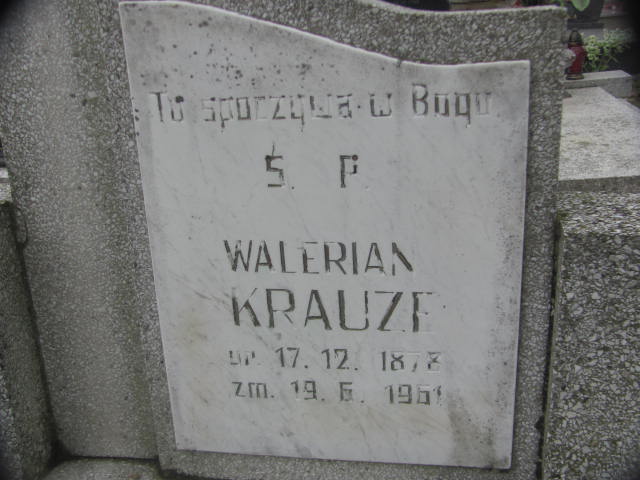 Tu spoczywa w Bogu
Ś. P.
WALERIAN
KRAUZE
ur. 17. 12. 1878
zm. 19. 6. 1961